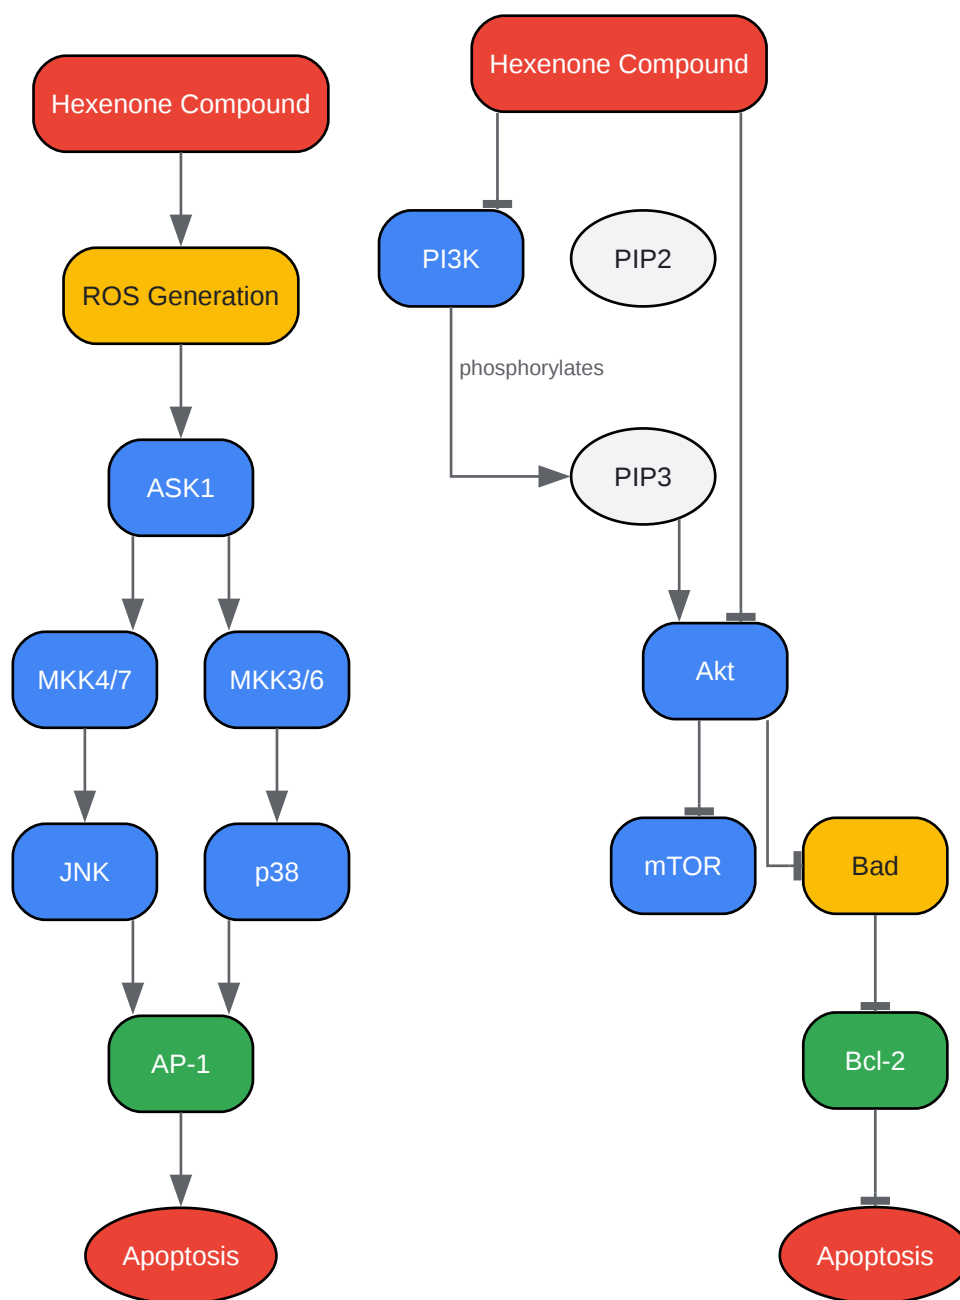 Hexenone Compound
ROS Generation
ASK1
MKK4/7
MKK3/6
JNK
p38
AP-1
Apoptosis
Hexenone Compound
PI3K
PIP2
phosphorylates
PIP3
Akt
mTOR
Bad
Bcl-2
Apoptosis